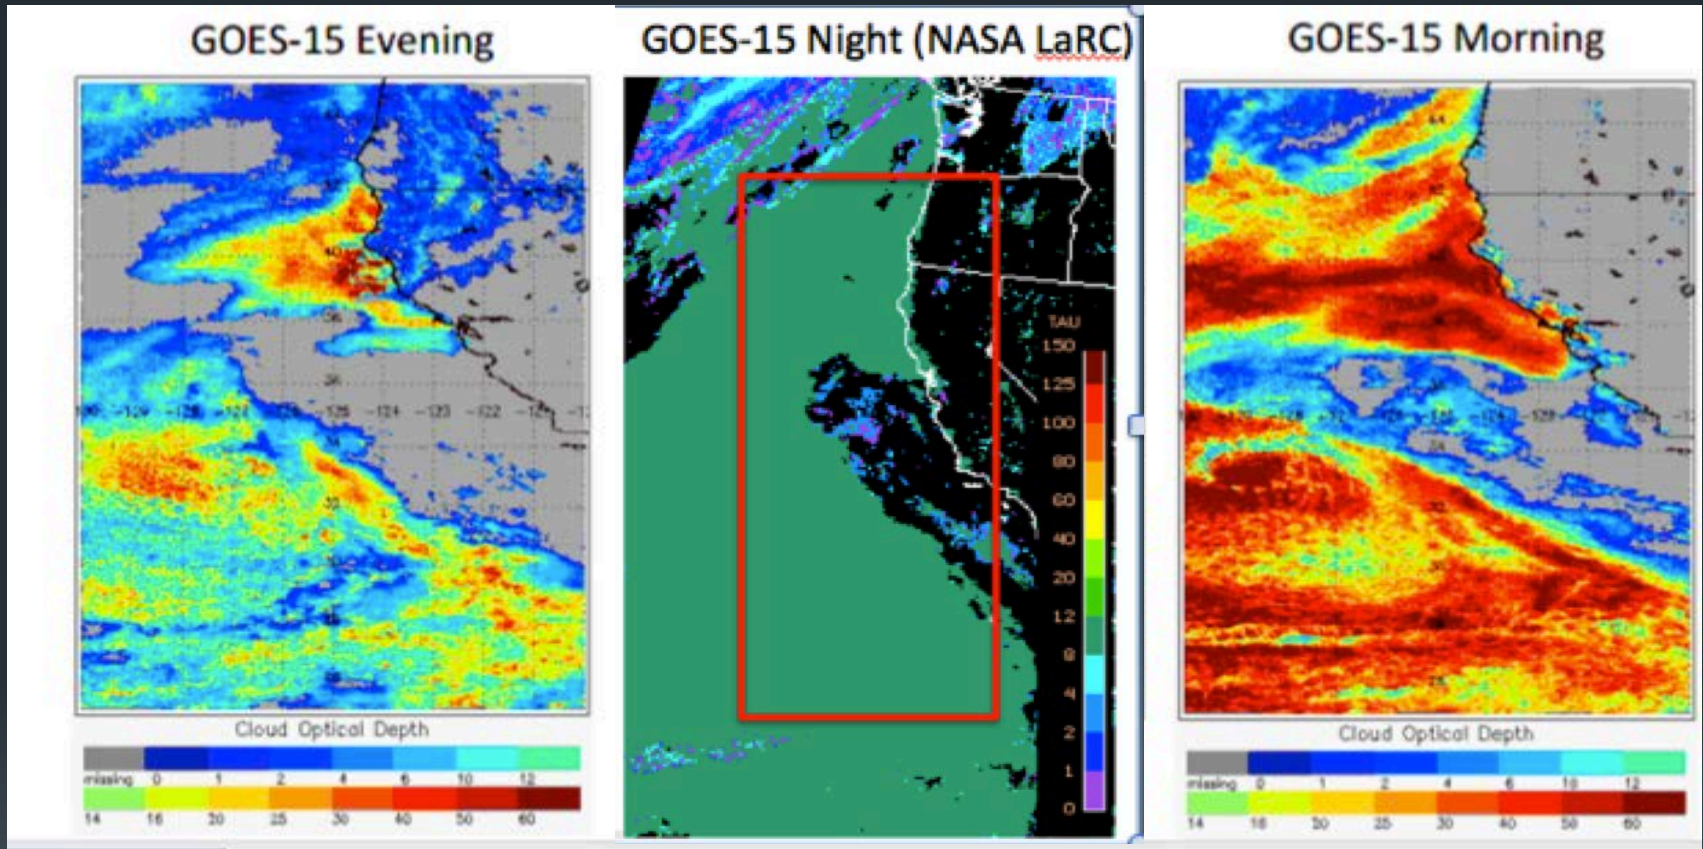 GOES-15 Evening
Cloud Optical Depth
missing 0 1 2 4 6 10 12
14 16 20 25 30 40 50 60
GOES-15 Night (NASA LaRC)
TAU
150
125
100
80
60
40
20
12
8
4
2
1
0
GOES-15 Morning
Cloud Optical Depth
missing 0 1 2 4 6 10 12
14 16 20 25 30 40 50 60